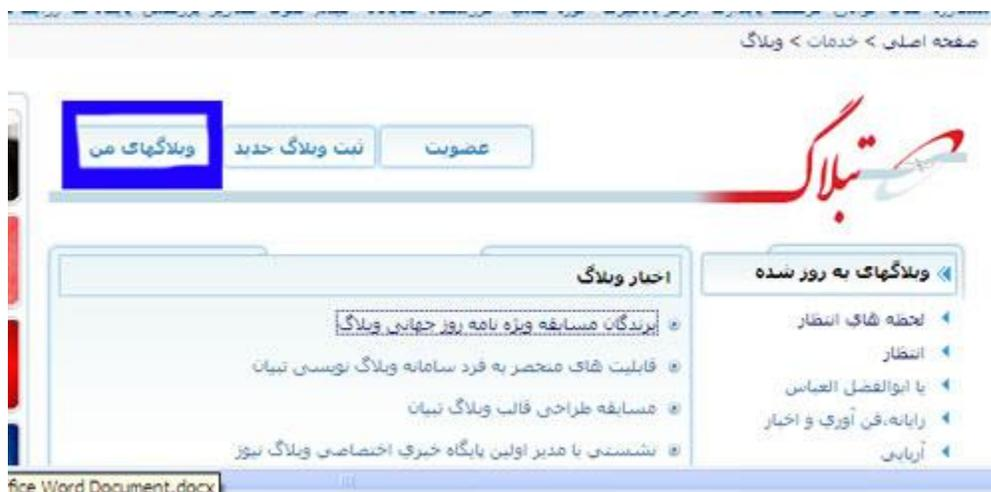 صفحه اصلی > خدمات > وبلاگ
تبلاگ
عضویت
ثبت وبلاگ جدید
وبلاگهای من
وبلاگهای به روز شده
لحظه های انتظار
انتظار
یا ابوالفضل العباس
رایانه،فن آوری و اخبار
آریایی
اخبار وبلاگ
برندگان مسابقه ویژه نامه روز جهانی وبلاگ
قابلیت های منحصر به فرد سامانه وبلاگ نویسی تبیان
مسابقه طراحی قالب وبلاگ تبیان
نشستی با مدیر اولین پایگاه خبری اختصاصی وبلاگ نیوز
Word Document.docx